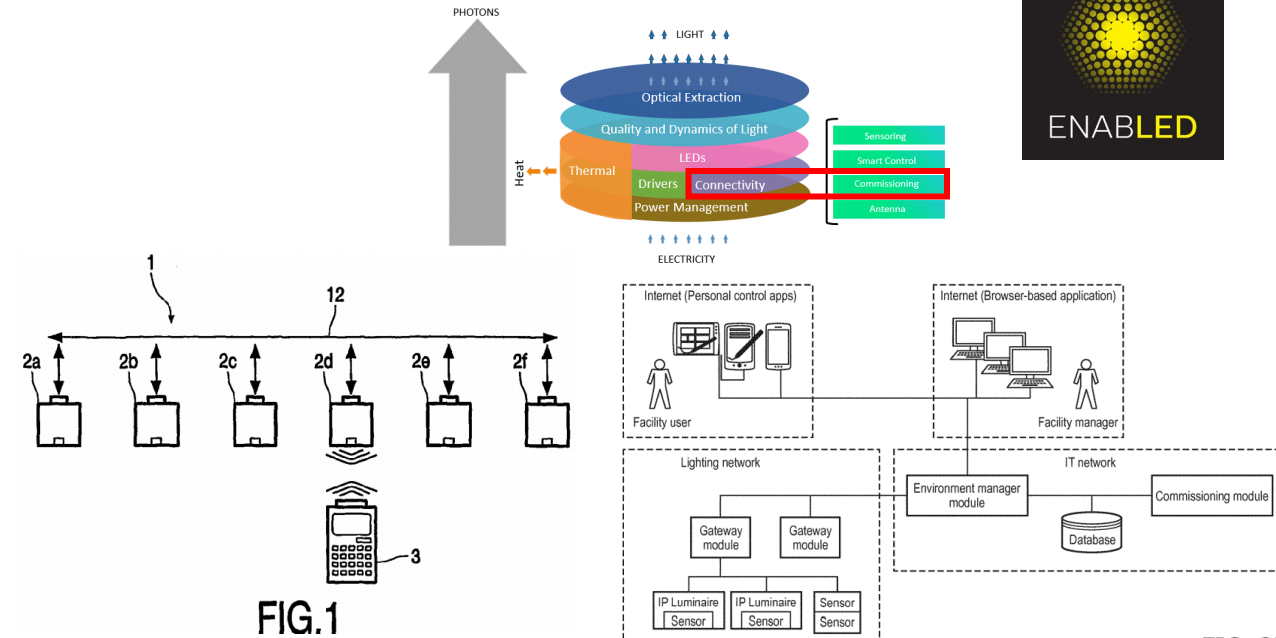 PHOTONS
LIGHT
Optical Extraction
Quality and Dynamics of Light
LEDs
Thermal
Heat
Drivers
Connectivity
Power Management
ELECTRICITY
Sensoring
Smart Control
Commissioning
Antenna
ENABLED
1
12
2a
2b
2c
2d
2e
2f
3
FIG.1
Internet (Personal control apps)
Facility user
Internet (Browser-based application)
Facility manager
Lighting network
Gateway
module
Gateway
module
IP Luminaire
Sensor
IP Luminaire
Sensor
Sensor
Sensor
IT network
Environment manager
module
Database
Commissioning module